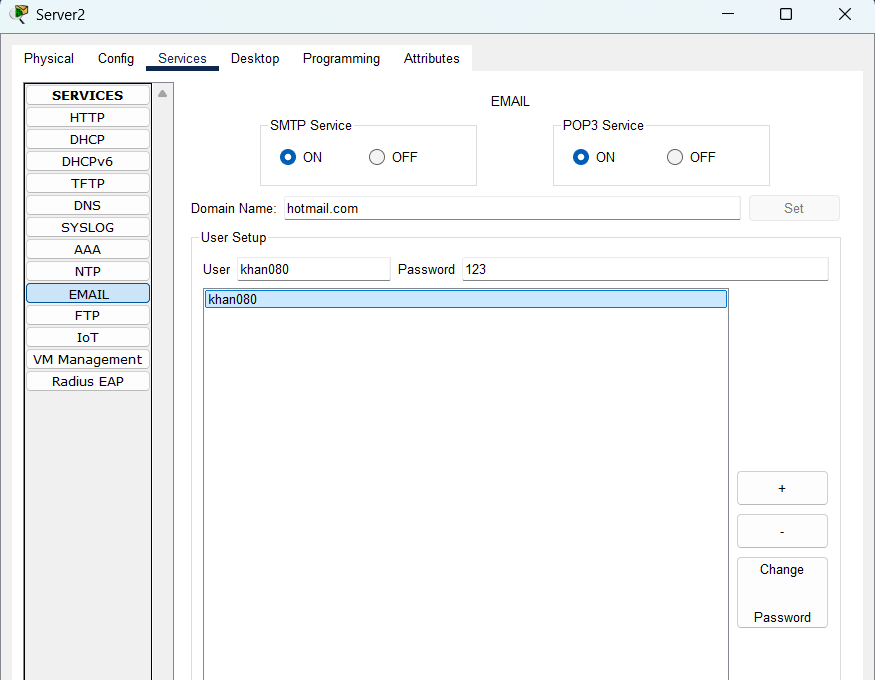 Server2
Physical Config Services Desktop Programming Attributes
SERVICES
HTTP
DHCP
DHCPv6
TFTP
DNS
SYSLOG
AAA
NTP
EMAIL
FTP
IoT
VM Management
Radius EAP
EMAIL
SMTP Service
ON OFF
POP3 Service
ON OFF
Domain Name: hotmail.com Set
User Setup
User khan080 Password 123
khan080
+
-
Change
Password